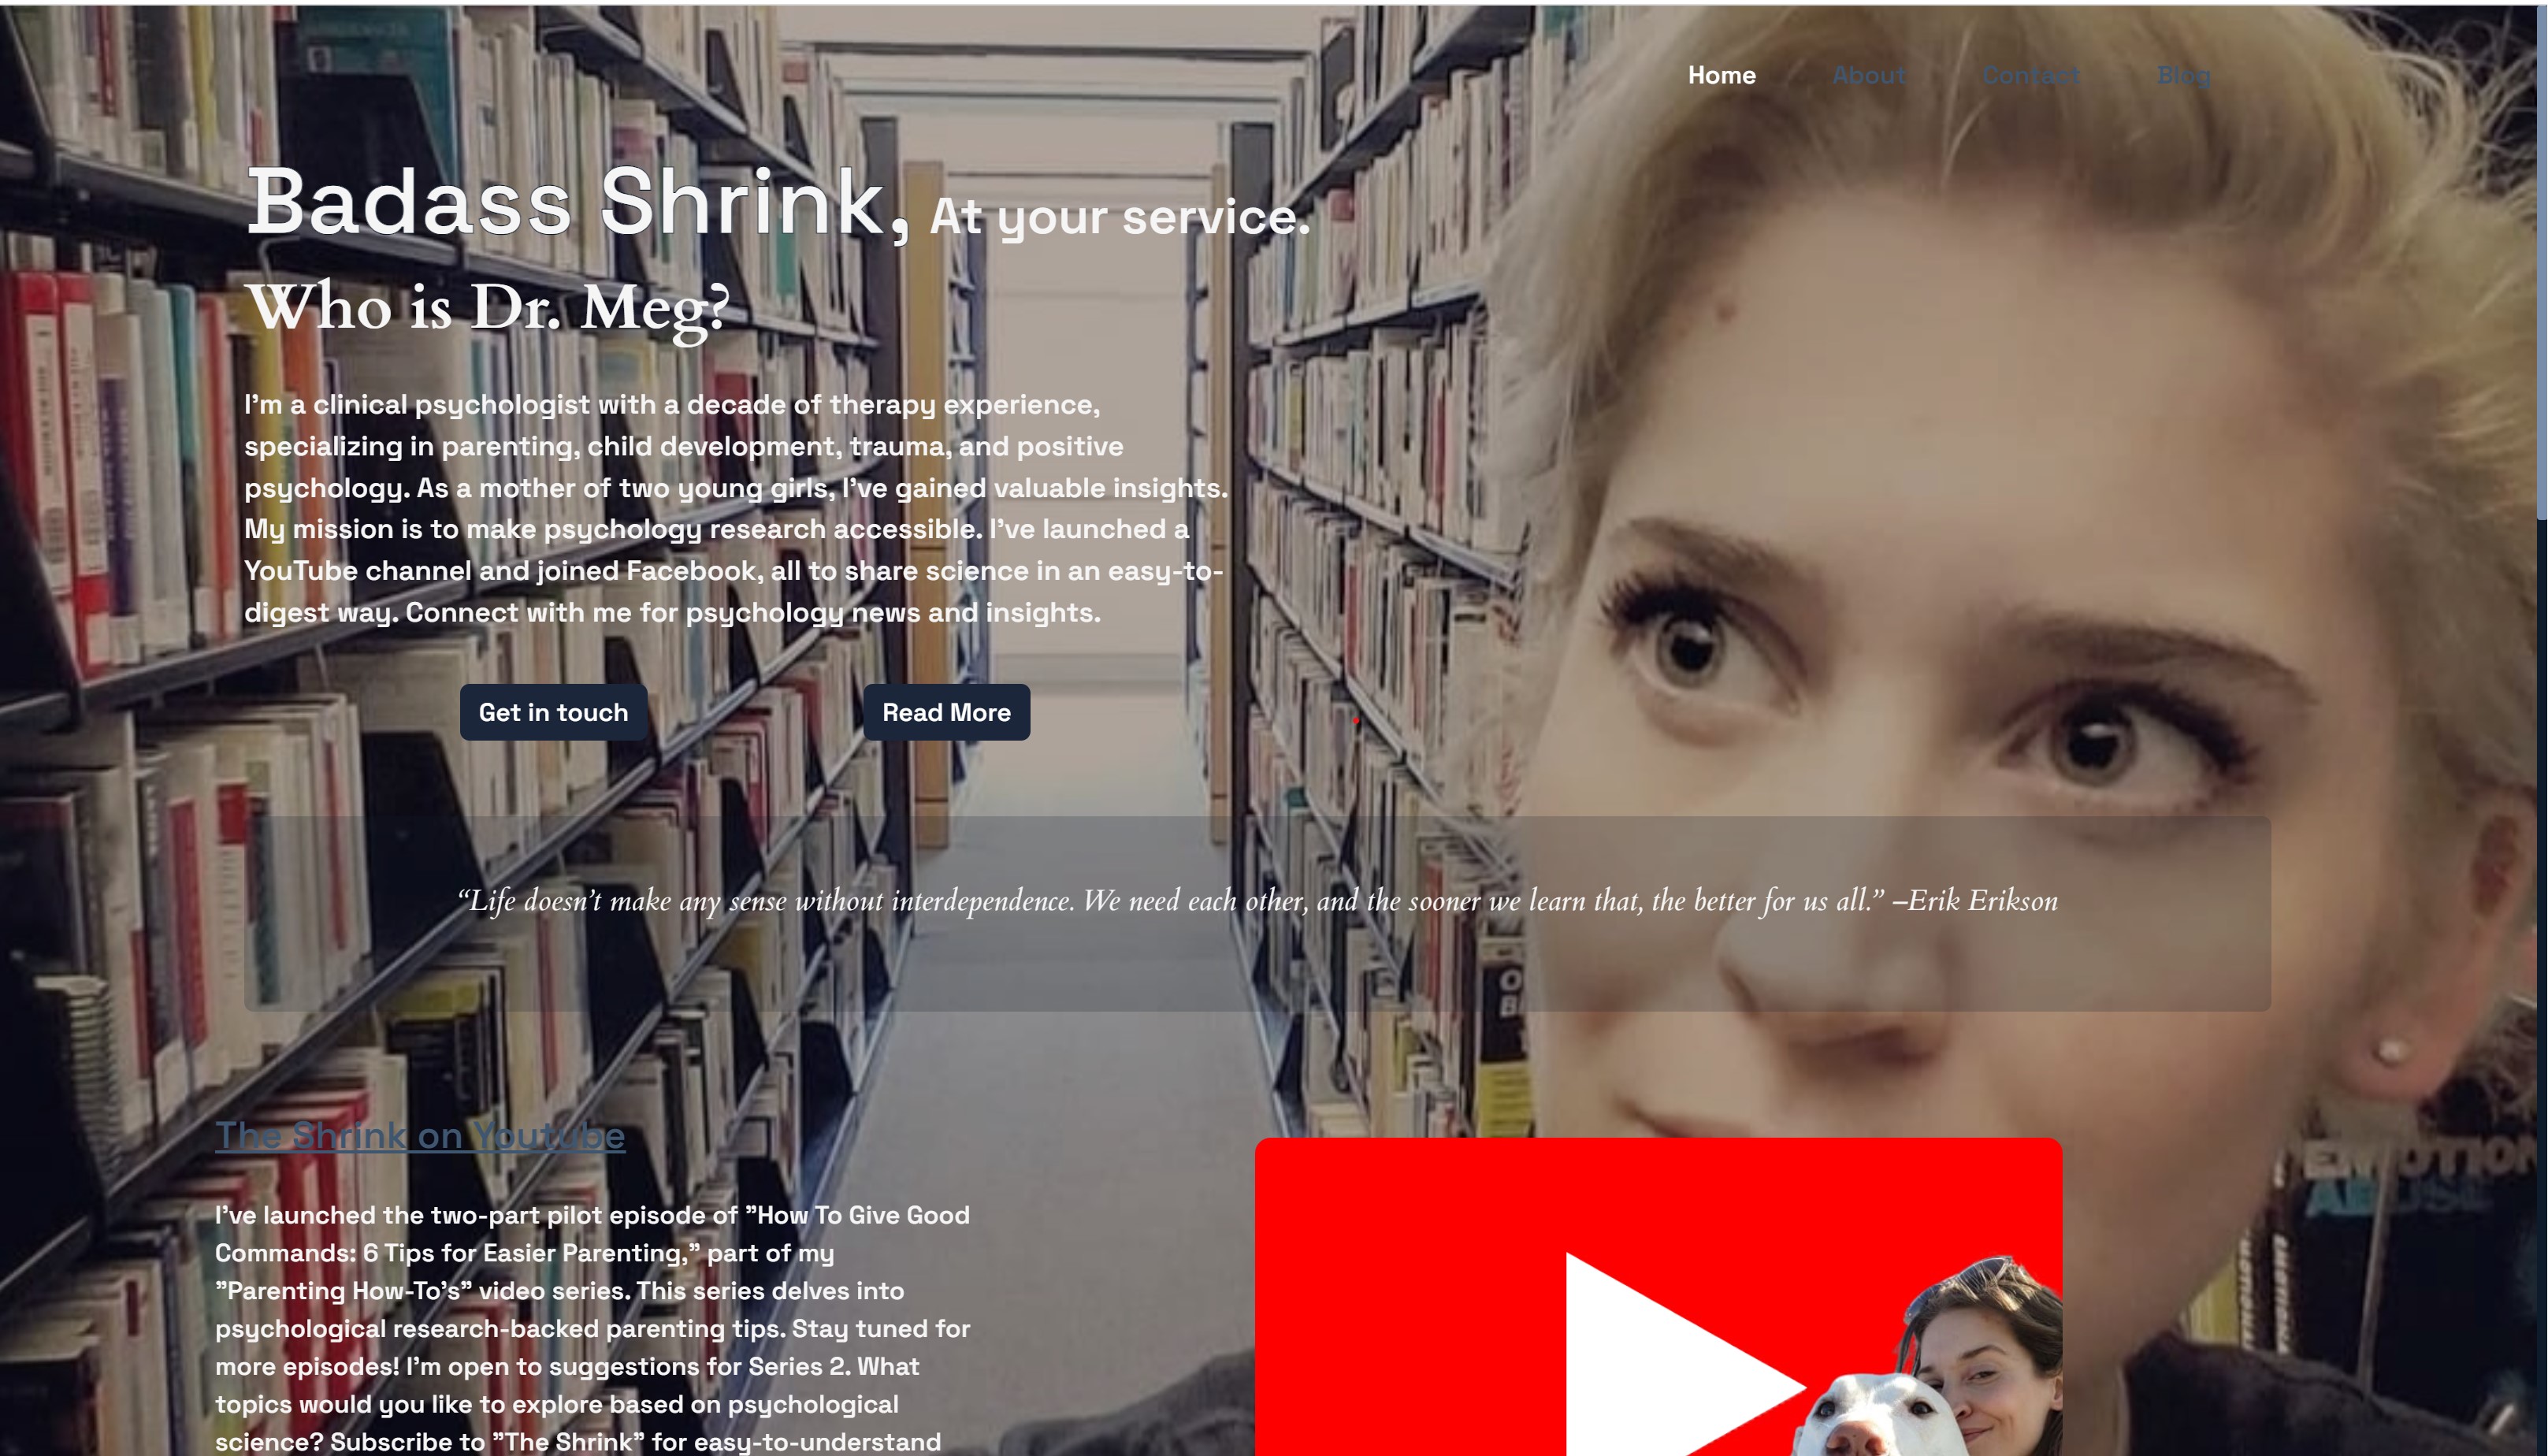 Home About Contact Blog
Badass Shrink, At your service.
Who is Dr. Meg?
I’m a clinical psychologist with a decade of therapy experience,
specializing in parenting, child development, trauma, and positive
psychology. As a mother of two young girls, I’ve gained valuable insights.
My mission is to make psychology research accessible. I’ve launched a
YouTube channel and joined Facebook, all to share science in an easy-to-
digest way. Connect with me for psychology news and insights.
Get in touch
Read More
“Life doesn’t make any sense without interdependence. We need each other, and the sooner we learn that, the better for us all.” –Erik Erikson
The Shrink on Youtube
I’ve launched the two-part pilot episode of ”How To Give Good
Commands: 6 Tips for Easier Parenting,” part of my
”Parenting How-To’s” video series. This series delves into
psychological research-backed parenting tips. Stay tuned for
more episodes! I’m open to suggestions for Series 2. What
topics would you like to explore based on psychological
science? Subscribe to ”The Shrink” for easy-to-understand